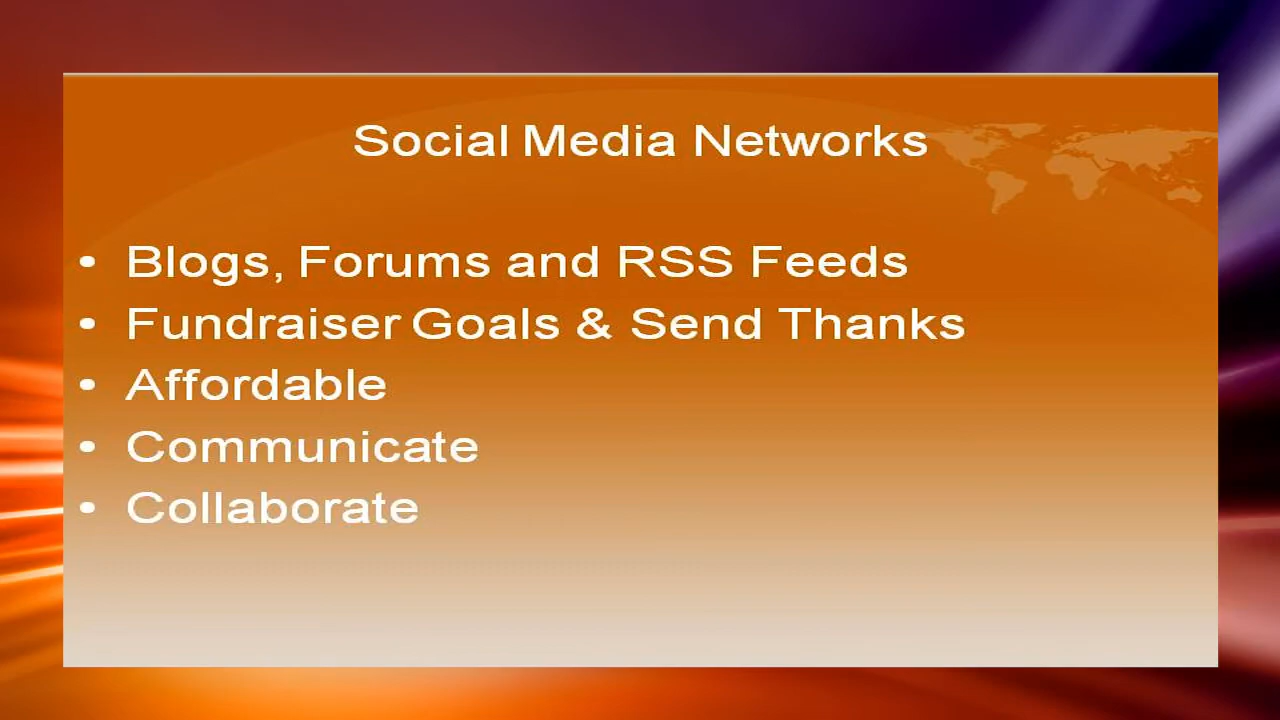 Social Media Networks
• Blogs, Forums and RSS Feeds
• Fundraiser Goals & Send Thanks
• Affordable
• Communicate
• Collaborate